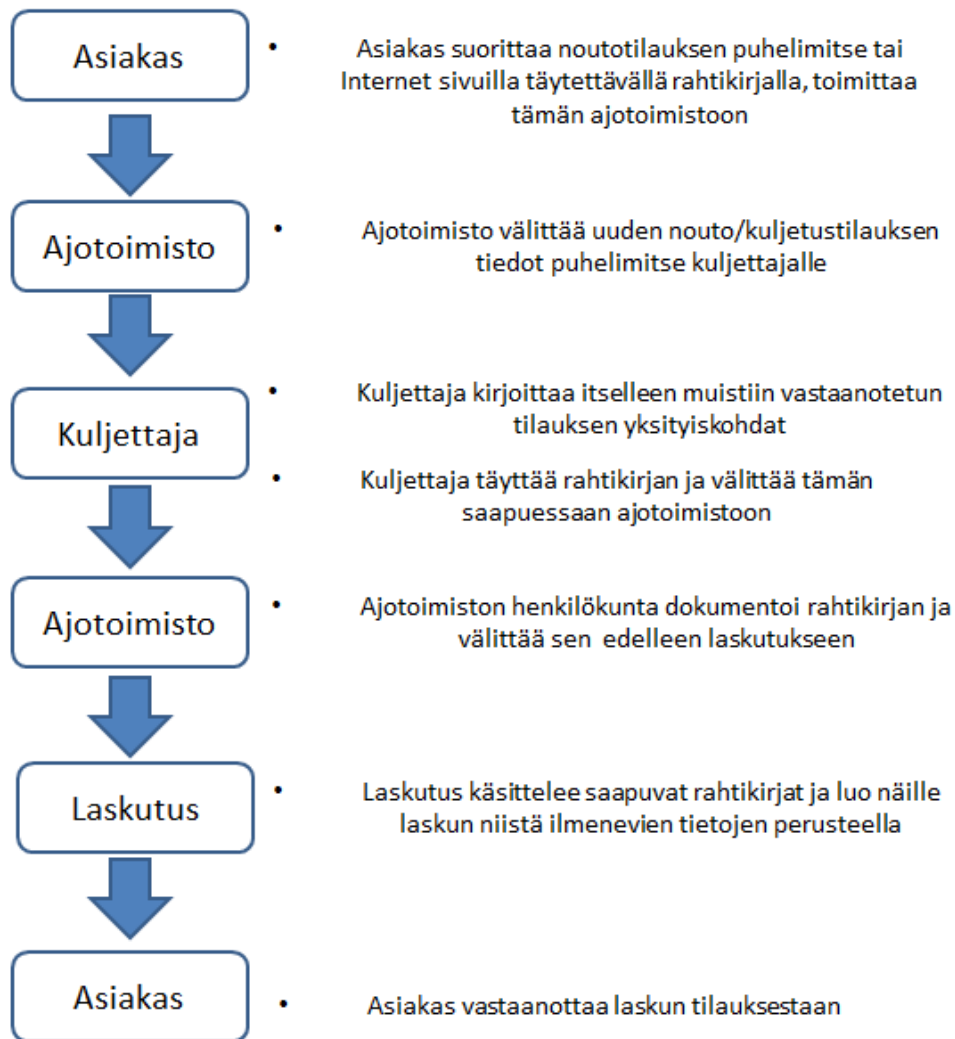 Asiakas
• Asiakas suorittaa noutotilauksen puhelimitse tai
Internet sivuilla täytettävällä rahtikirjalla, toimittaa
tämän ajotoimistoon
Ajotoimisto
• Ajotoimisto välittää uuden nouto/kuljetustilauksen
tiedot puhelimitse kuljettajalle
Kuljettaja
• Kuljettaja kirjoittaa itselleen muistiin vastaanotetun
tilauksen yksityiskohdat
• Kuljettaja täyttää rahtikirjan ja välittää tämän
saapuessaan ajotoimistoon
Ajotoimisto
• Ajotoimiston henkilökunta dokumentoi rahtikirjan ja
välittää sen edelleen laskutukseen
Laskutus
• Laskutus käsittelee saapuvat rahtikirjat ja luo näille
laskun niistä ilmenevien tietojen perusteella
Asiakas
• Asiakas vastaanottaa laskun tilauksestaan